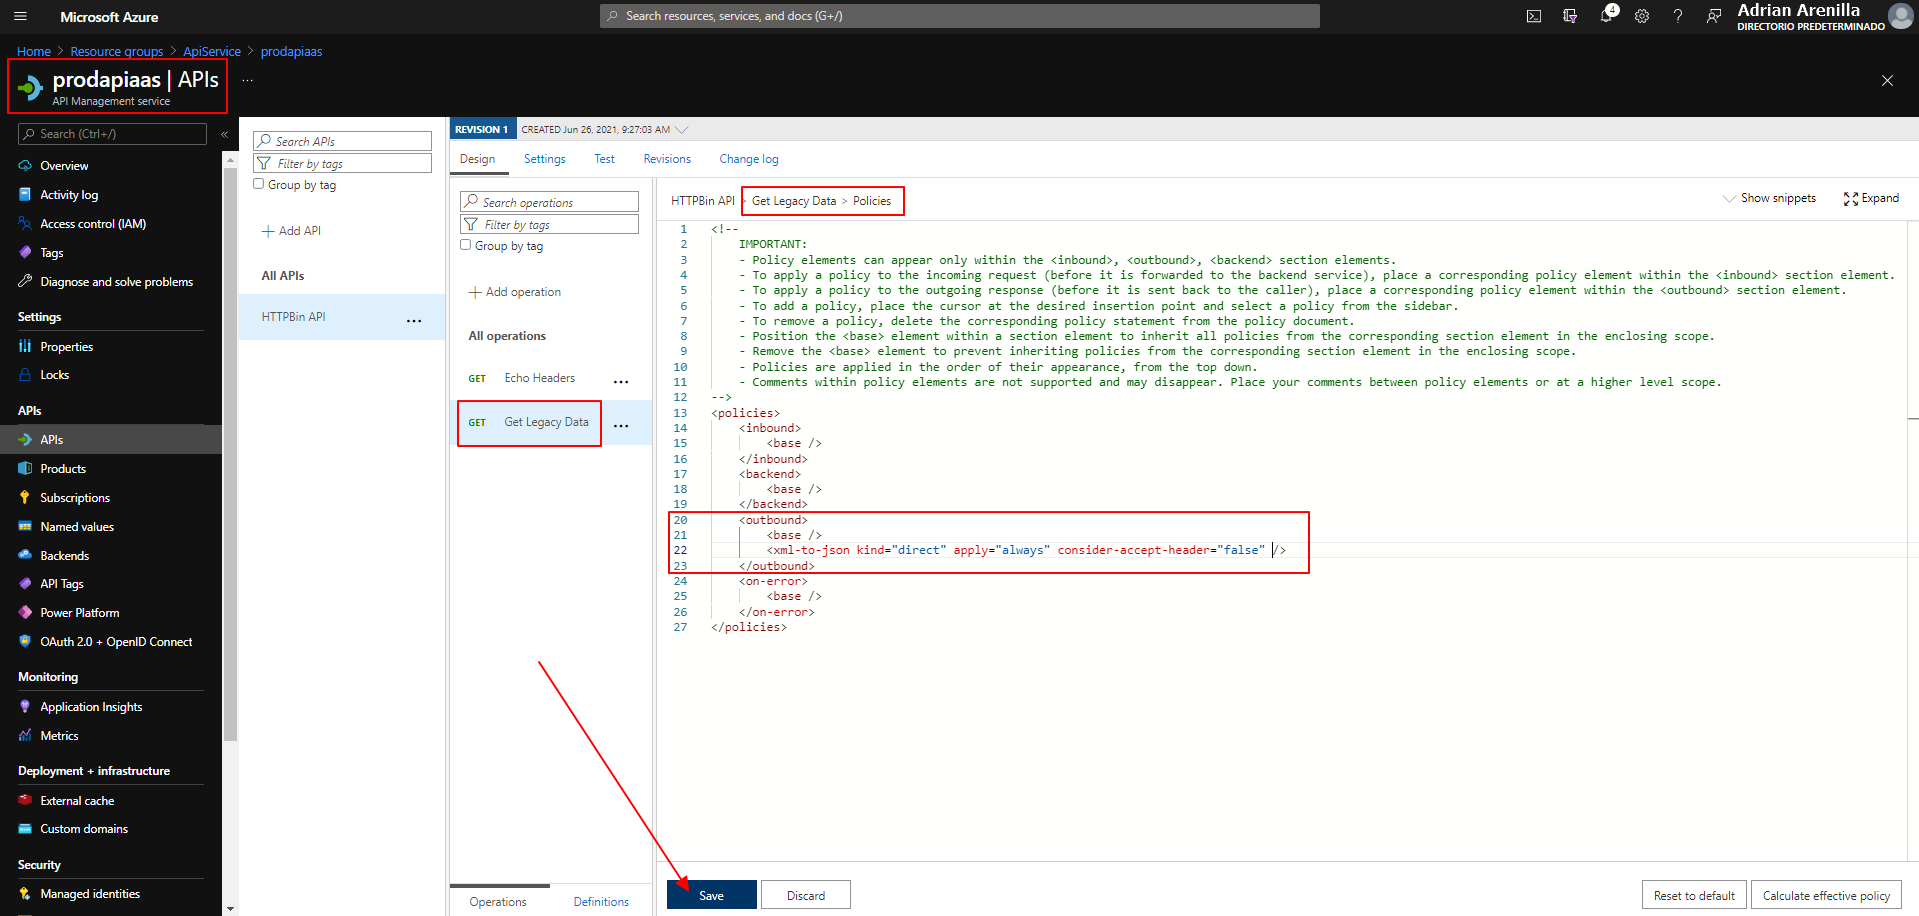 Microsoft Azure
Search resources, services, and docs (G+/)
4
Adrian Arenilla
DIRECTORIO PREDETERMINADO
Home > Resource groups > ApiService > prodapiaas
prodapiaas | APIs
...
API Management service
Search (Ctrl+/)
«
Overview
Activity log
Access control (IAM)
Tags
Diagnose and solve problems
Settings
Properties
Locks
APIs
APIs
Products
Subscriptions
Named values
Backends
API Tags
Power Platform
OAuth 2.0 + OpenID Connect
Monitoring
Application Insights
Metrics
Deployment + infrastructure
External cache
Custom domains
Security
Managed identities
Search APIs
Filter by tags
Group by tag
+ Add API
All APIs
HTTPBin API ...
REVISION 1 CREATED Jun 26, 2021, 9:27:03 AM
Design Settings Test Revisions Change log
Search operations
Filter by tags
Group by tag
+ Add operation
All operations
GET Echo Headers ...
GET Get Legacy Data ...
Operations Definitions
HTTPBin API > Get Legacy Data > Policies
Show snippets Expand
1 <!--
2 IMPORTANT:
3 - Policy elements can appear only within the <inbound>, <outbound>, <backend> section elements.
4 - To apply a policy to the incoming request (before it is forwarded to the backend service), place a corresponding policy element within the <inbound> section element.
5 - To apply a policy to the outgoing response (before it is sent back to the caller), place a corresponding policy element within the <outbound> section element.
6 - To add a policy, place the cursor at the desired insertion point and select a policy from the sidebar.
7 - To remove a policy, delete the corresponding policy statement from the policy document.
8 - Position the <base> element within a section element to inherit all policies from the corresponding section element in the enclosing scope.
9 - Remove the <base> element to prevent inheriting policies from the corresponding section element in the enclosing scope.
10 - Policies are applied in the order of their appearance, from the top down.
11 - Comments within policy elements are not supported and may disappear. Place your comments between policy elements or at a higher level scope.
12 -->
13 <policies>
14 <inbound>
15 <base />
16 </inbound>
17 <backend>
18 <base />
19 </backend>
20 <outbound>
21 <base />
22 <xml-to-json kind="direct" apply="always" consider-accept-header="false" />
23 </outbound>
24 <on-error>
25 <base />
26 </on-error>
27 </policies>
Save Discard
Reset to default Calculate effective policy